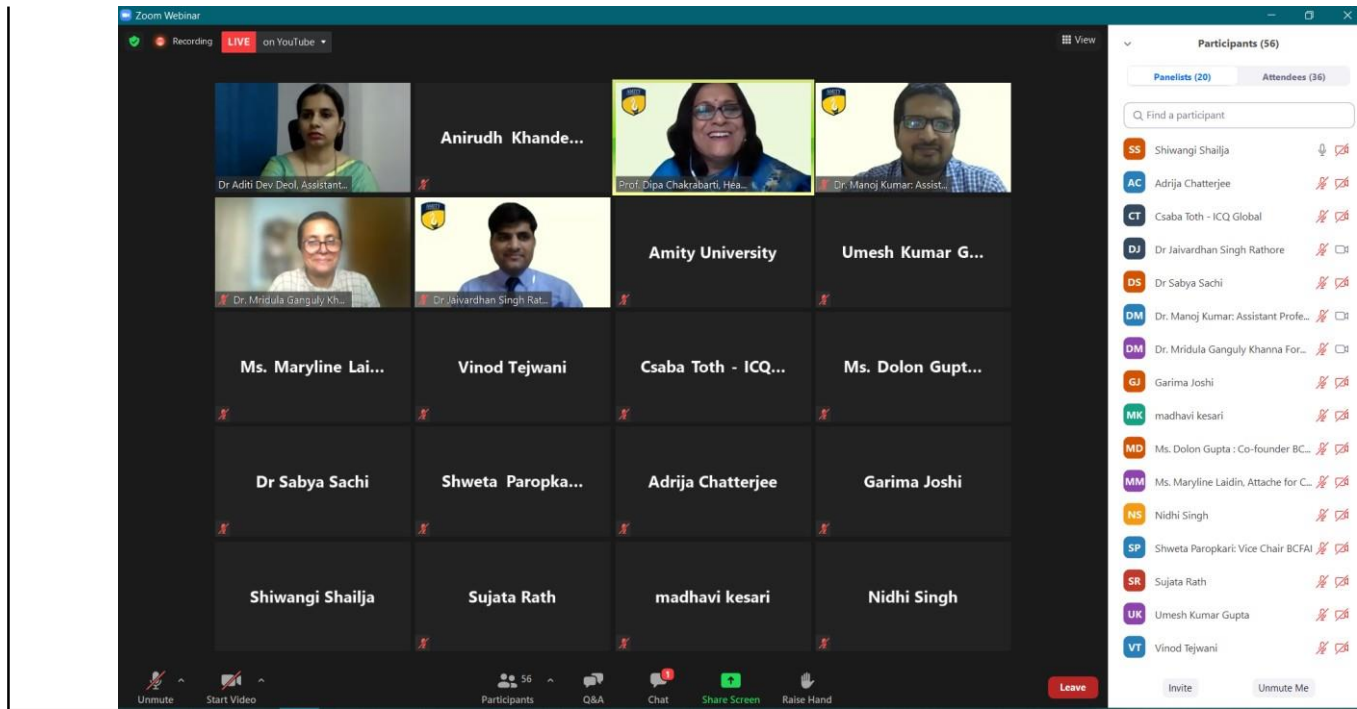 Zoom Webinar
Recording LIVE on YouTube
View
Dr Aditi Dev Deol, Assistant...
Anirudh Khande...
AMITY
Prof. Dipa Chakrabarti, Hea...
AMITY
Dr. Manoj Kumar: Assist...
Dr. Mridula Ganguly Kh...
AMITY
Dr Jaivardhan Singh Rat...
Amity University
Umesh Kumar G...
Ms. Maryline Lai...
Vinod Tejwani
Csaba Toth - ICQ...
Ms. Dolon Gupt...
Dr Sabya Sachi
Shweta Paropka...
Adrija Chatterjee
Garima Joshi
Shiwangi Shailja
Sujata Rath
madhavi kesari
Nidhi Singh
Unmute
Start Video
56
Participants
Q&A
1
Chat
Share Screen
Raise Hand
Leave
Participants (56)
Panelists (20) Attendees (36)
Find a participant
SS Shiwangi Shailja
AC Adrija Chatterjee
CT Csaba Toth - ICQ Global
DJ Dr Jaivardhan Singh Rathore
DS Dr Sabya Sachi
DM Dr. Manoj Kumar: Assistant Profe...
DM Dr. Mridula Ganguly Khanna For...
GJ Garima Joshi
MK madhavi kesari
MD Ms. Dolon Gupta : Co-founder BC...
MM Ms. Maryline Laidin, Attache for C...
NS Nidhi Singh
SP Shweta Paropkari: Vice Chair BCFAI
SR Sujata Rath
UK Umesh Kumar Gupta
VT Vinod Tejwani
Invite Unmute Me